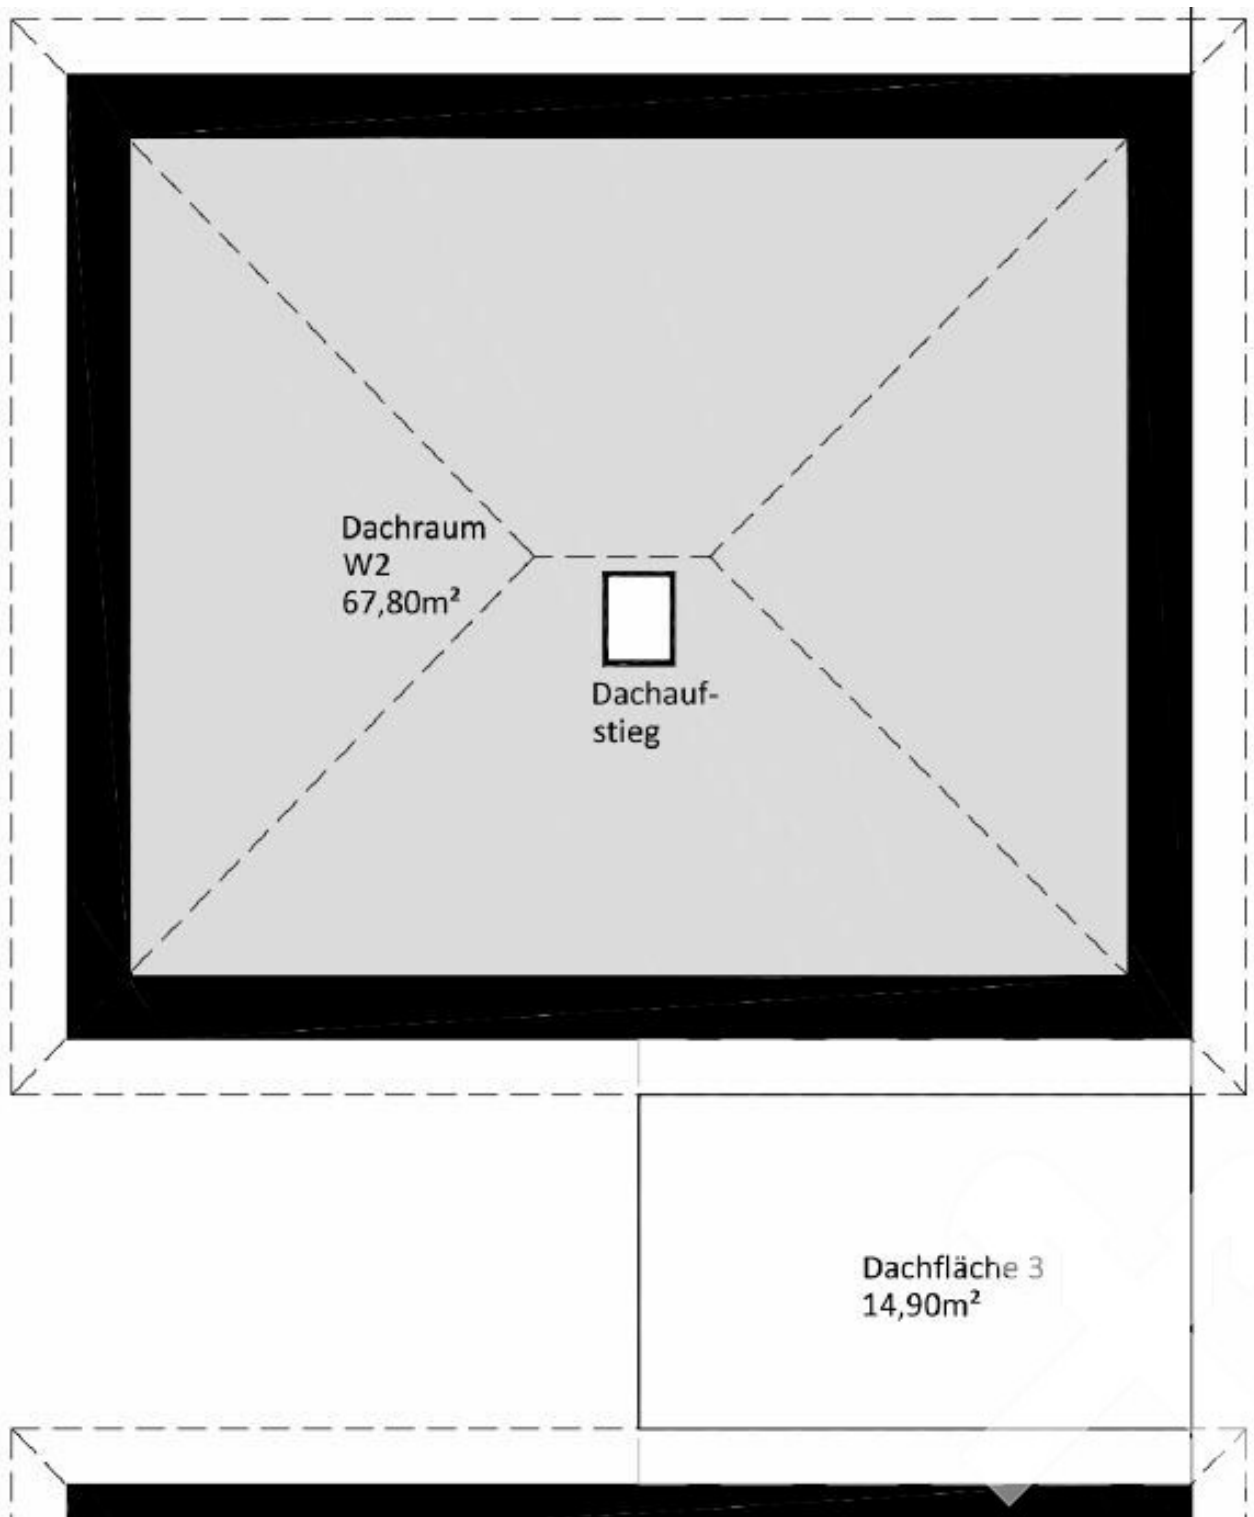 Dachraum
W2
67,80m²
Dachauf-
stieg
Dachfläche 3
14,90m²